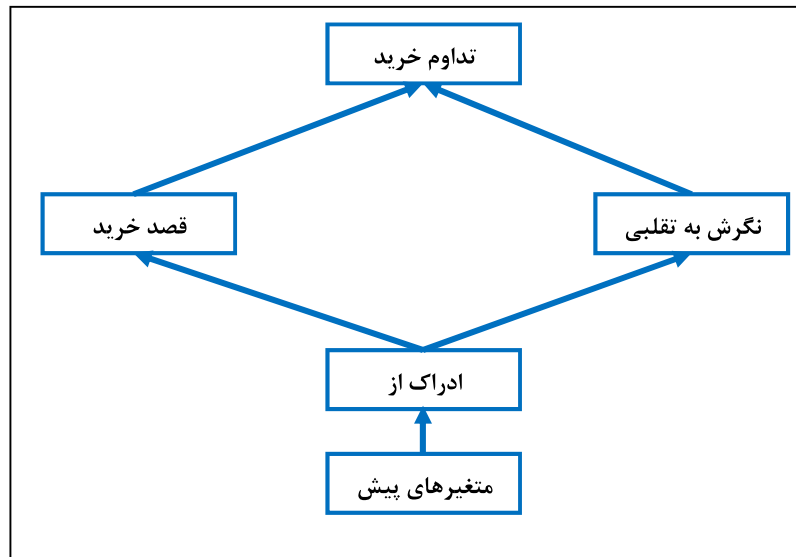 تداوم خرید
نگرش به تقلبی
قصد خرید
ادراک از
متغیرهای پیش